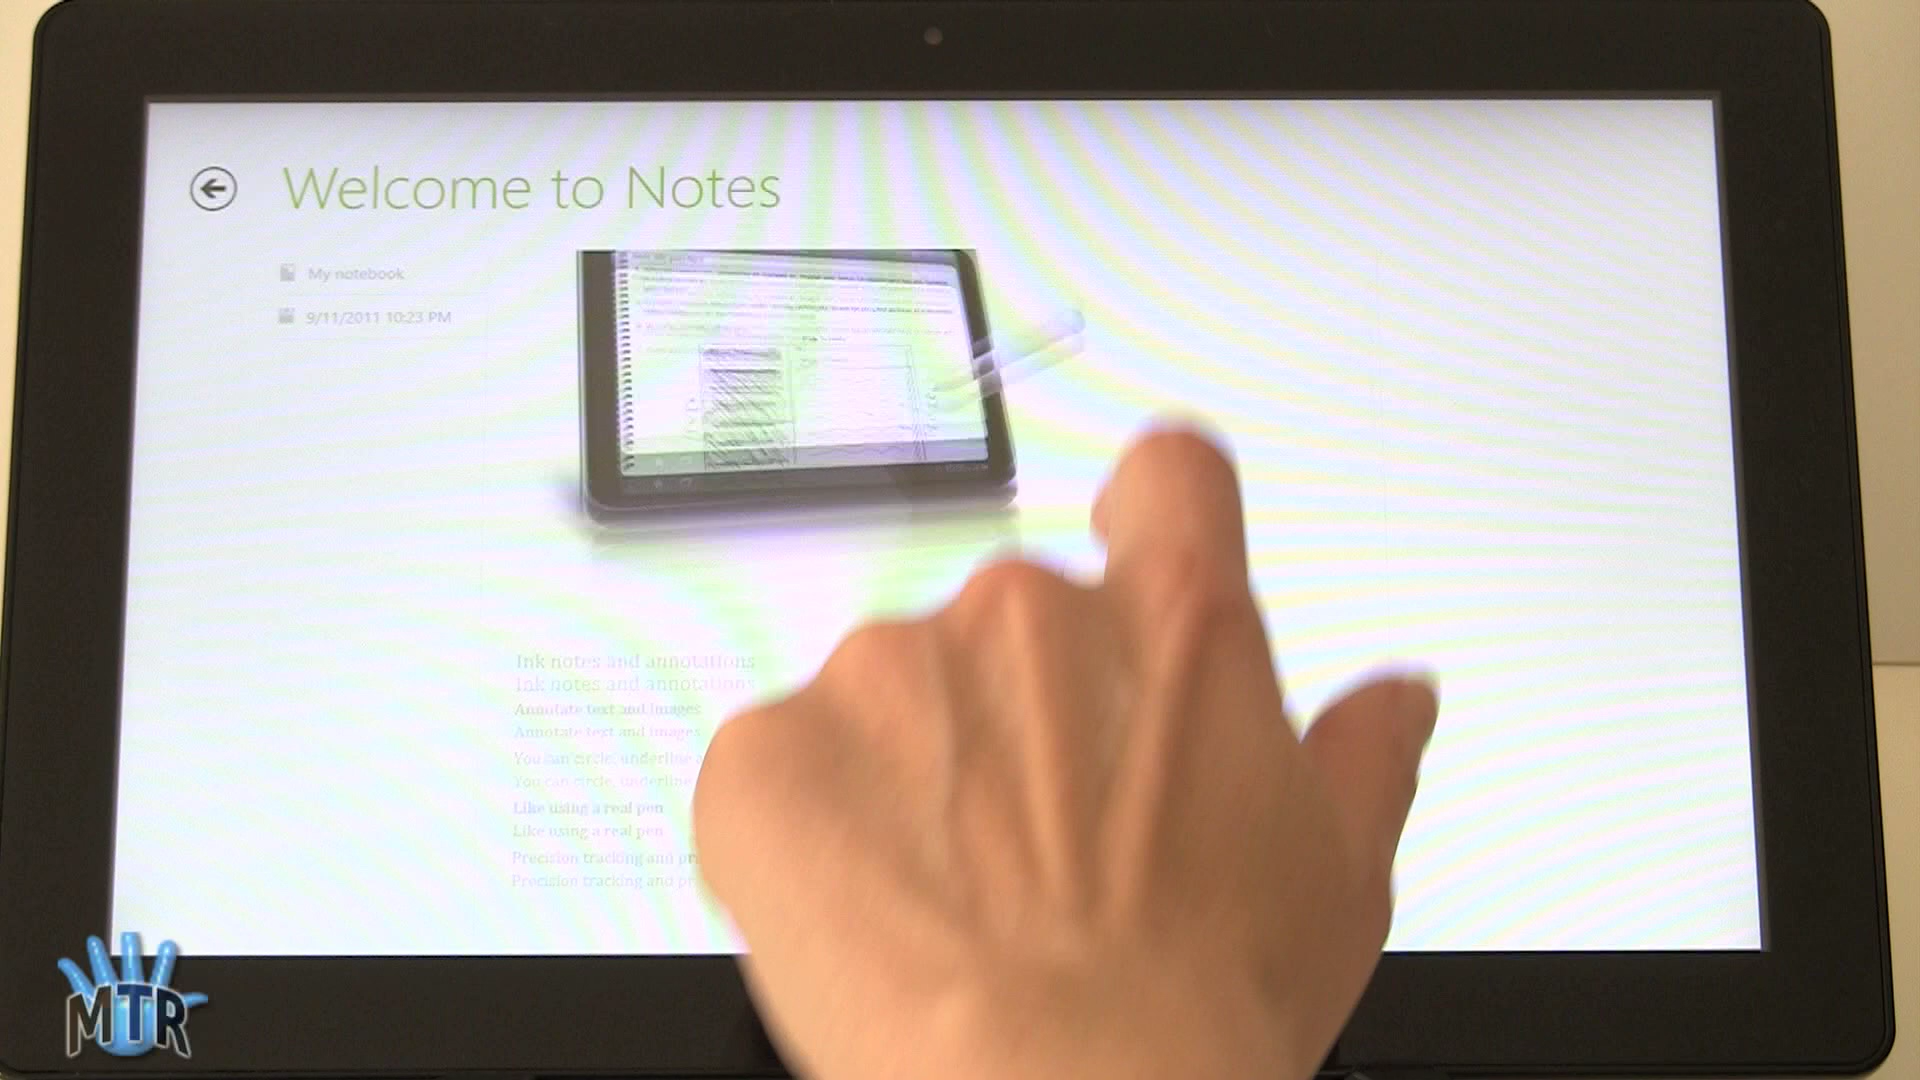 Welcome to Notes
My notebook
9/11/2011 10:23 PM
Ink notes and annotations
Ink notes and annotations
Annotate text and images
Annotate text and images
You can circle, underline
You can circle, underline
Like using a real pen
Like using a real pen
Precision tracking and
Precision tracking and
MTR